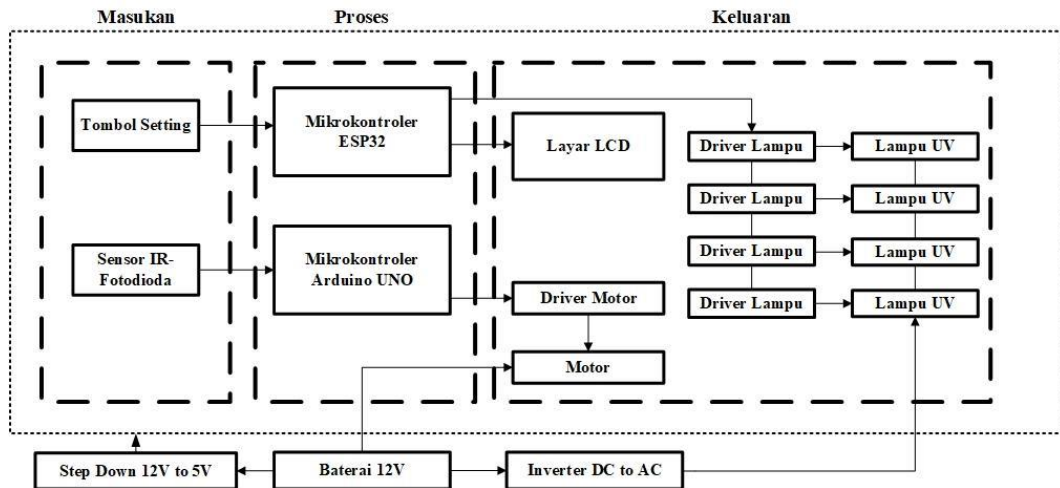 Masukan
Proses
Keluaran
Tombol Setting
Mikrokontroler
ESP32
Layar LCD
Driver Lampu
Lampu UV
Driver Lampu
Lampu UV
Driver Lampu
Lampu UV
Driver Lampu
Lampu UV
Sensor IR-
Fotodioda
Mikrokontroler
Arduino UNO
Driver Motor
Motor
Step Down 12V to 5V
Baterai 12V
Inverter DC to AC